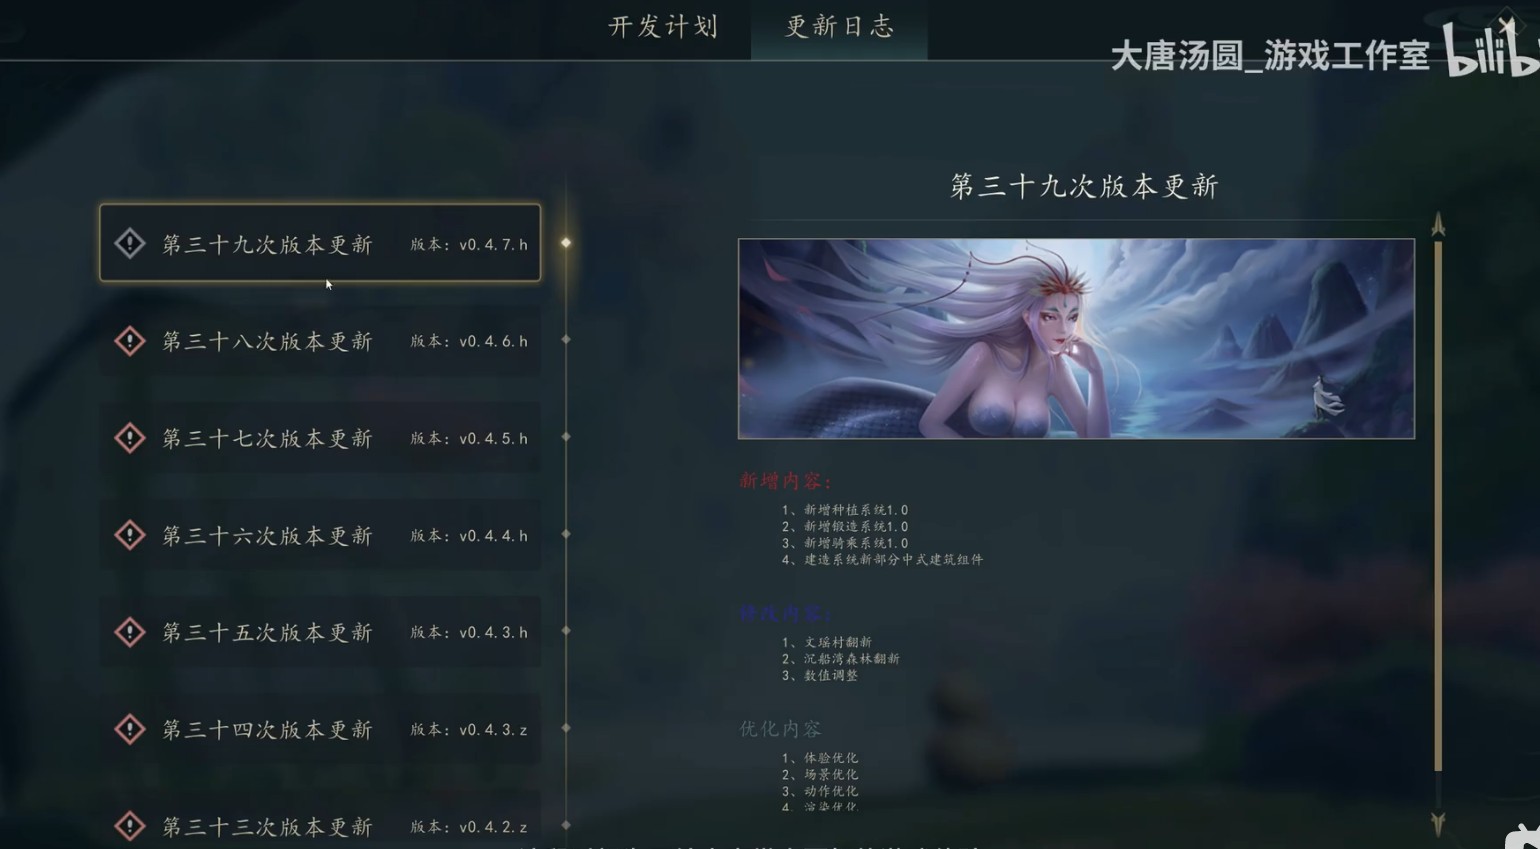 开发计划
更新日志
大唐汤圆_游戏工作室
第三十九次版本更新 版本：v0.4.7.h
第三十八次版本更新 版本：v0.4.6.h
第三十七次版本更新 版本：v0.4.5.h
第三十六次版本更新 版本：v0.4.4.h
第三十五次版本更新 版本：v0.4.3.h
第三十四次版本更新 版本：v0.4.3.z
第三十三次版本更新 版本：v0.4.2.z
第三十九次版本更新
新增内容：
1、新增种植系统1.0
2、新增锻造系统1.0
3、新增骑乘系统1.0
4、建造系统新部分中式建筑组件
修改内容：
1、文瑶村翻新
2、沉船湾森林翻新
3、数值调整
优化内容
1、体验优化
2、场景优化
3、动作优化
4、渲染优化